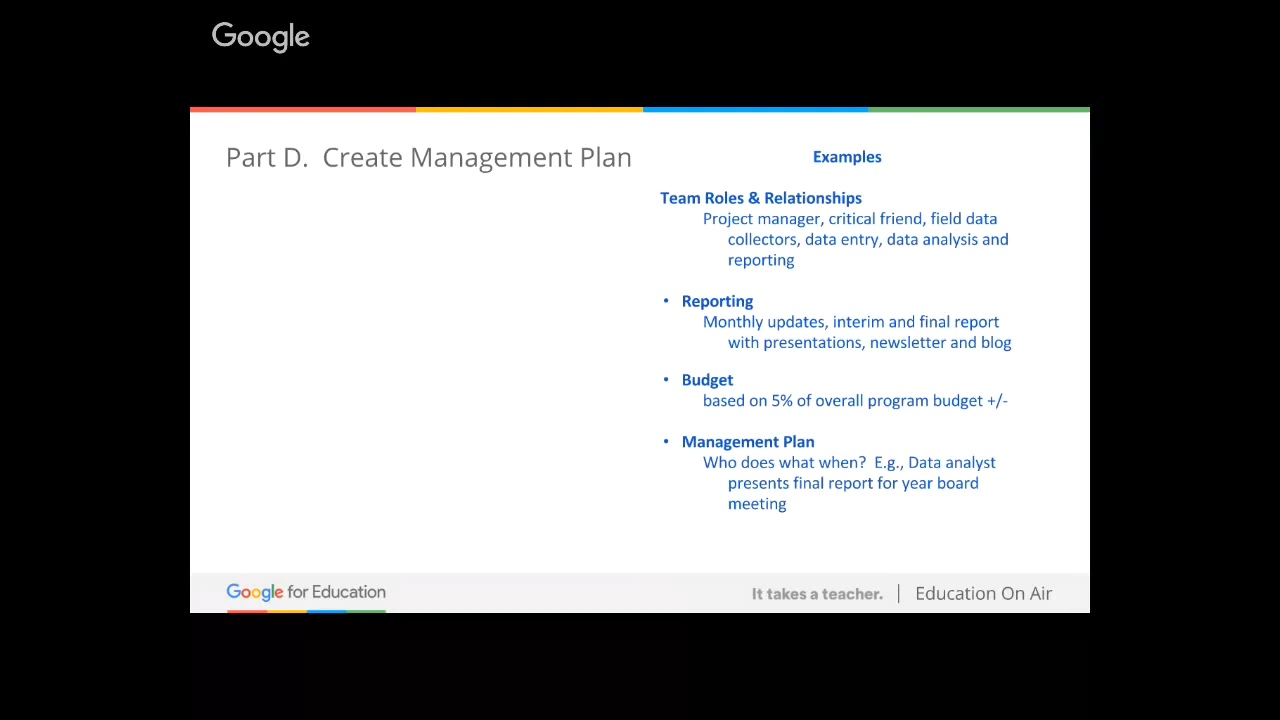 Google
Part D.  Create Management Plan
Examples
Team Roles & Relationships
Project manager, critical friend, field data
collectors, data entry, data analysis and
reporting
• Reporting
Monthly updates, interim and final report
with presentations, newsletter and blog
• Budget
based on 5% of overall program budget +/-
• Management Plan
Who does what when?  E.g., Data analyst
presents final report for year board
meeting
Google for Education
It takes a teacher. | Education On Air